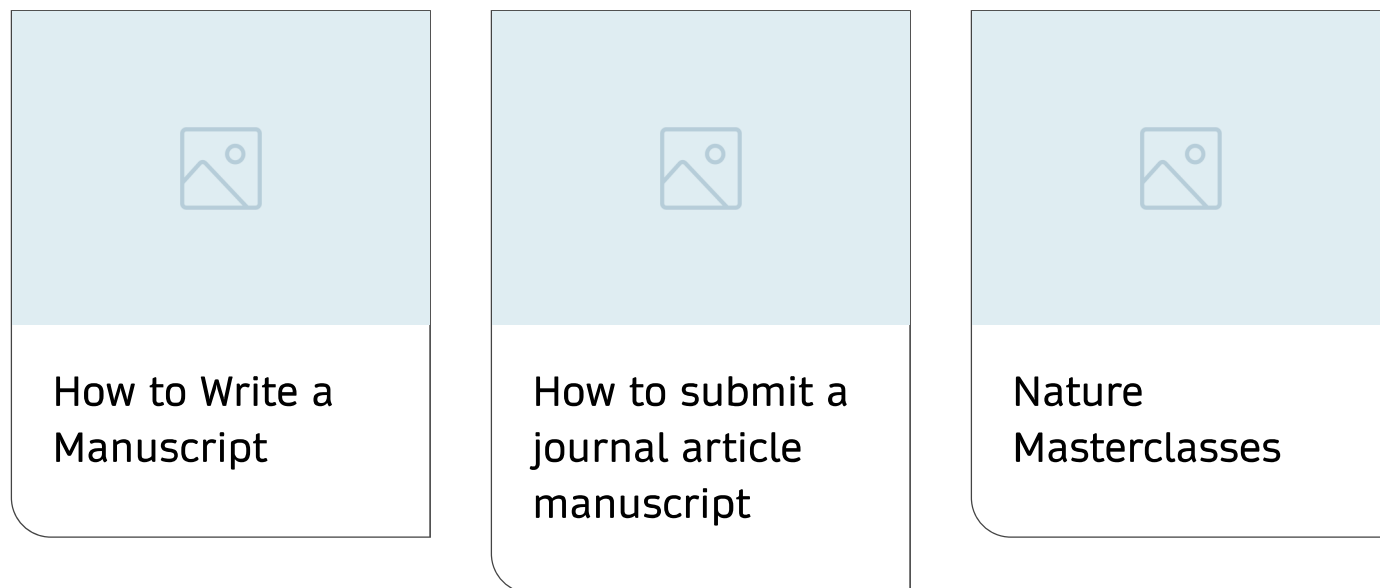 How to Write a
Manuscript
How to submit a
journal article
manuscript
Nature
Masterclasses